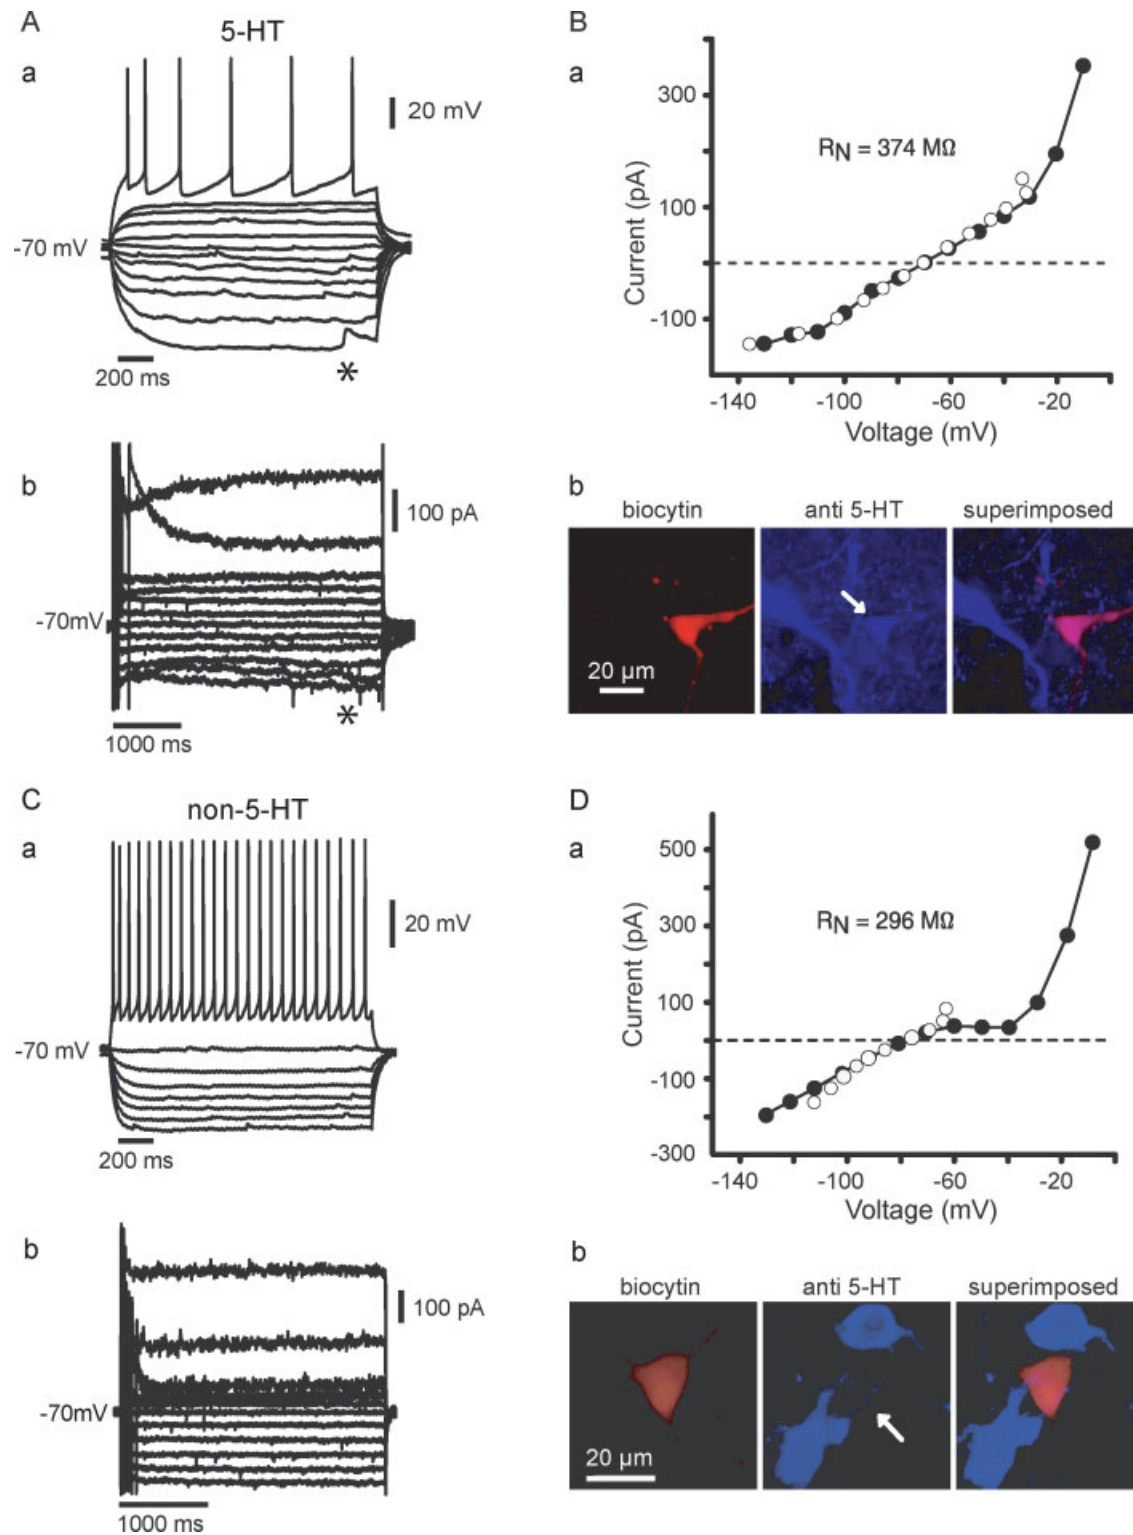 A
5-HT
a
20 mV
-70 mV
200 ms
*
b
100 pA
-70mV
1000 ms
*
B
a
300
100
-100
Current (pA)
RN = 374 MΩ
-140
-100
-60
-20
Voltage (mV)
b
biocytin
anti 5-HT
superimposed
20 µm
C
non-5-HT
a
20 mV
-70 mV
200 ms
b
100 pA
-70mV
1000 ms
D
a
500
300
100
-100
-300
Current (pA)
RN = 296 MΩ
-140
-100
-60
-20
Voltage (mV)
b
biocytin
anti 5-HT
superimposed
20 µm